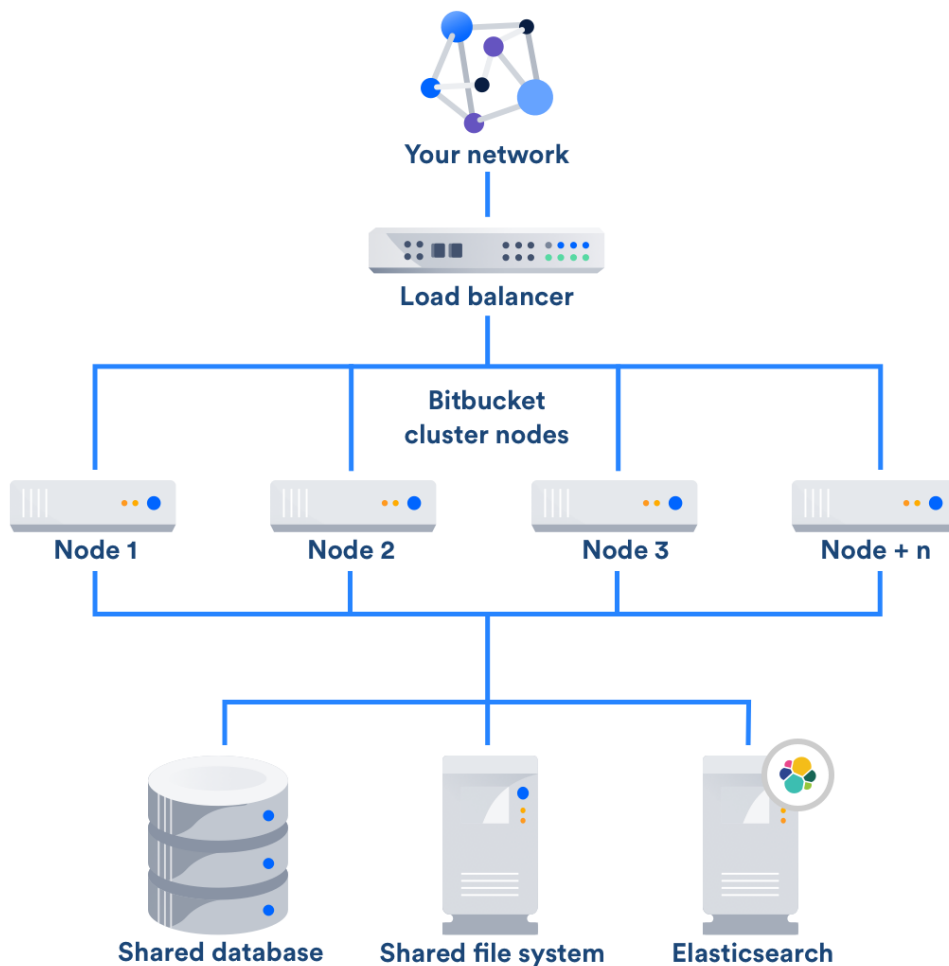 Your network
Load balancer
Bitbucket
cluster nodes
Node 1
Node 2
Node 3
Node + n
Shared database
Shared file system
Elasticsearch